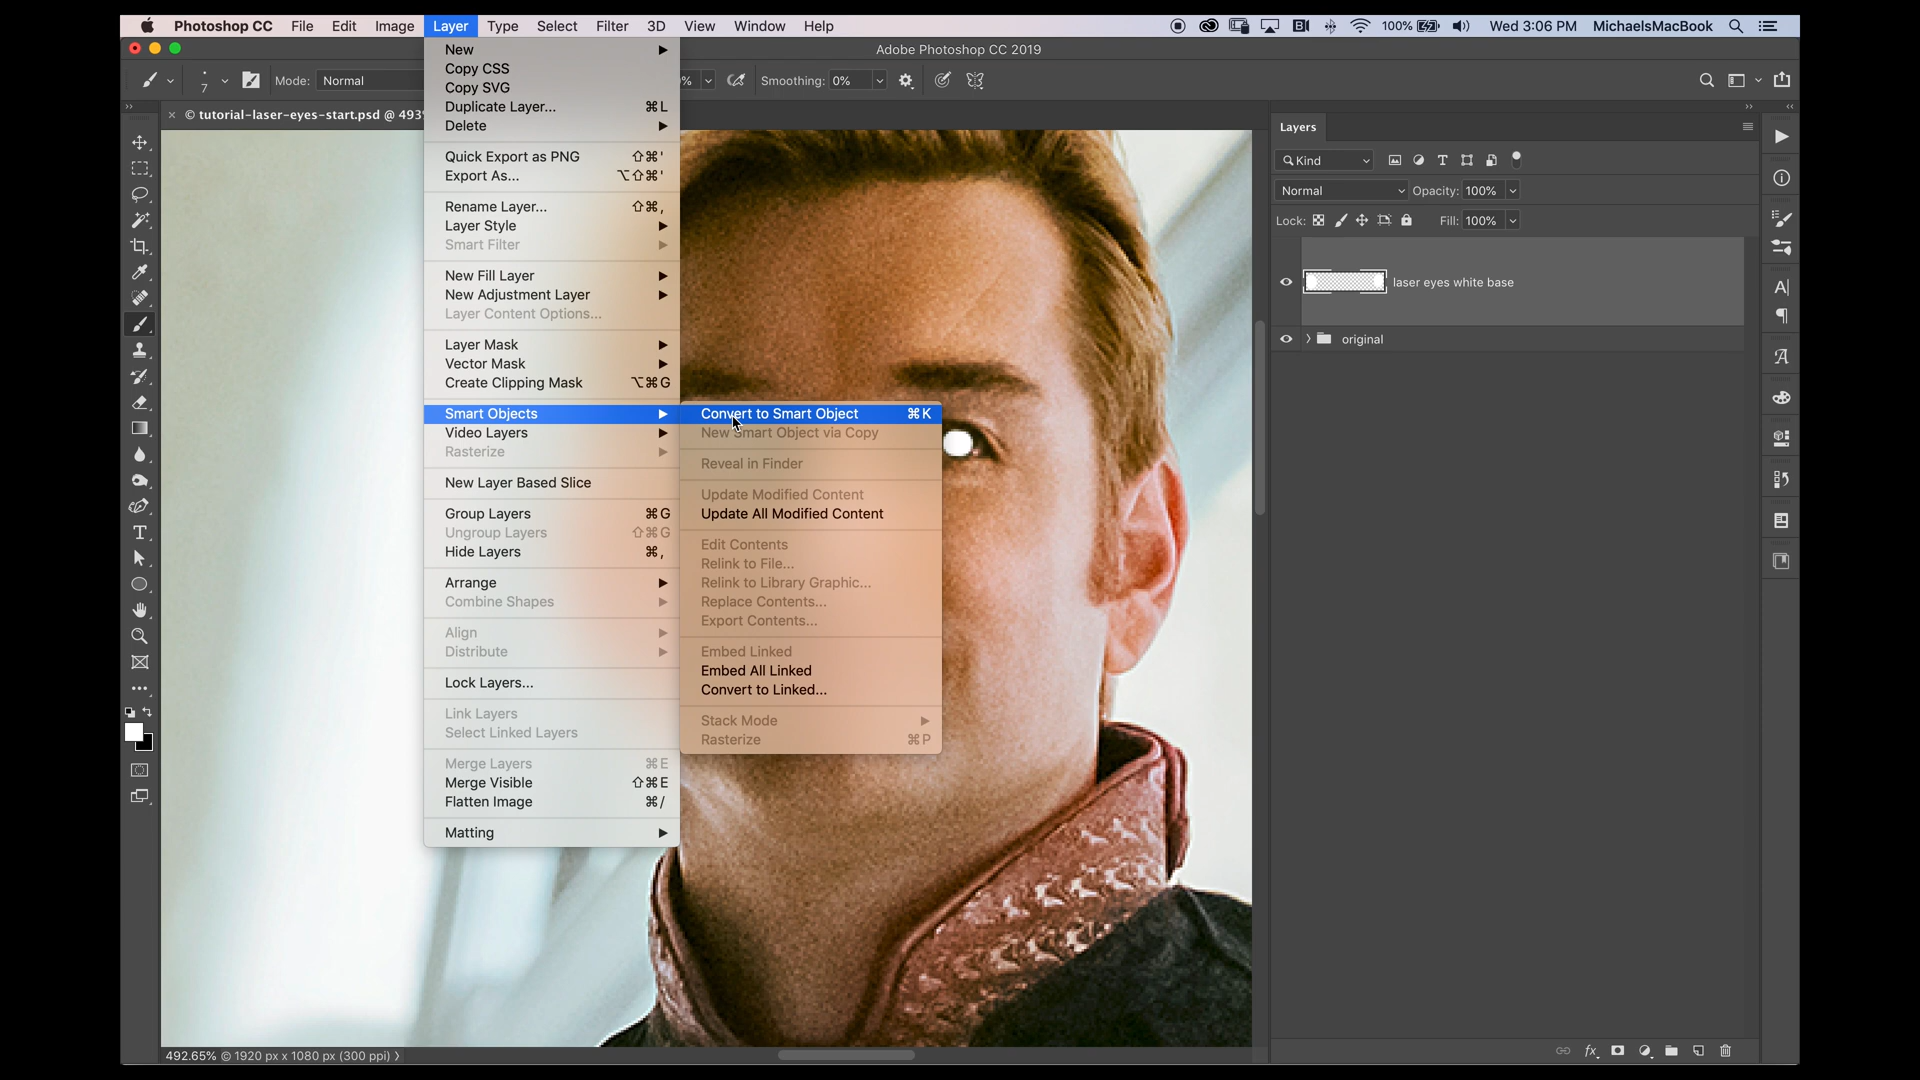 Photoshop CC File Edit Image Layer Type Select Filter 3D View Window Help 100% Wed 3:06 PM MichaelsMacBook
Adobe Photoshop CC 2019
7 Mode: Normal % Smoothing: 0%
× © tutorial-laser-eyes-start.psd @ 493
New
Copy CSS
Copy SVG
Duplicate Layer... ⌘L
Delete
Quick Export as PNG ⇧⌘'
Export As... ⌥⇧⌘'
Rename Layer... ⇧⌘,
Layer Style
Smart Filter
New Fill Layer
New Adjustment Layer
Layer Content Options...
Layer Mask
Vector Mask
Create Clipping Mask ⌥⌘G
Smart Objects
Video Layers
Rasterize
New Layer Based Slice
Group Layers ⌘G
Ungroup Layers ⇧⌘G
Hide Layers ⌘,
Arrange
Combine Shapes
Align
Distribute
Lock Layers...
Link Layers
Select Linked Layers
Merge Layers ⌘E
Merge Visible ⇧⌘E
Flatten Image ⌘/
Matting
Convert to Smart Object ⌘K
New Smart Object via Copy
Reveal in Finder
Update Modified Content
Update All Modified Content
Edit Contents
Relink to File...
Relink to Library Graphic...
Replace Contents...
Export Contents...
Embed Linked
Embed All Linked
Convert to Linked...
Stack Mode
Rasterize ⌘P
Layers
Kind
Normal Opacity: 100%
Lock: Fill: 100%
laser eyes white base
original
492.65% © 1920 px x 1080 px (300 ppi)